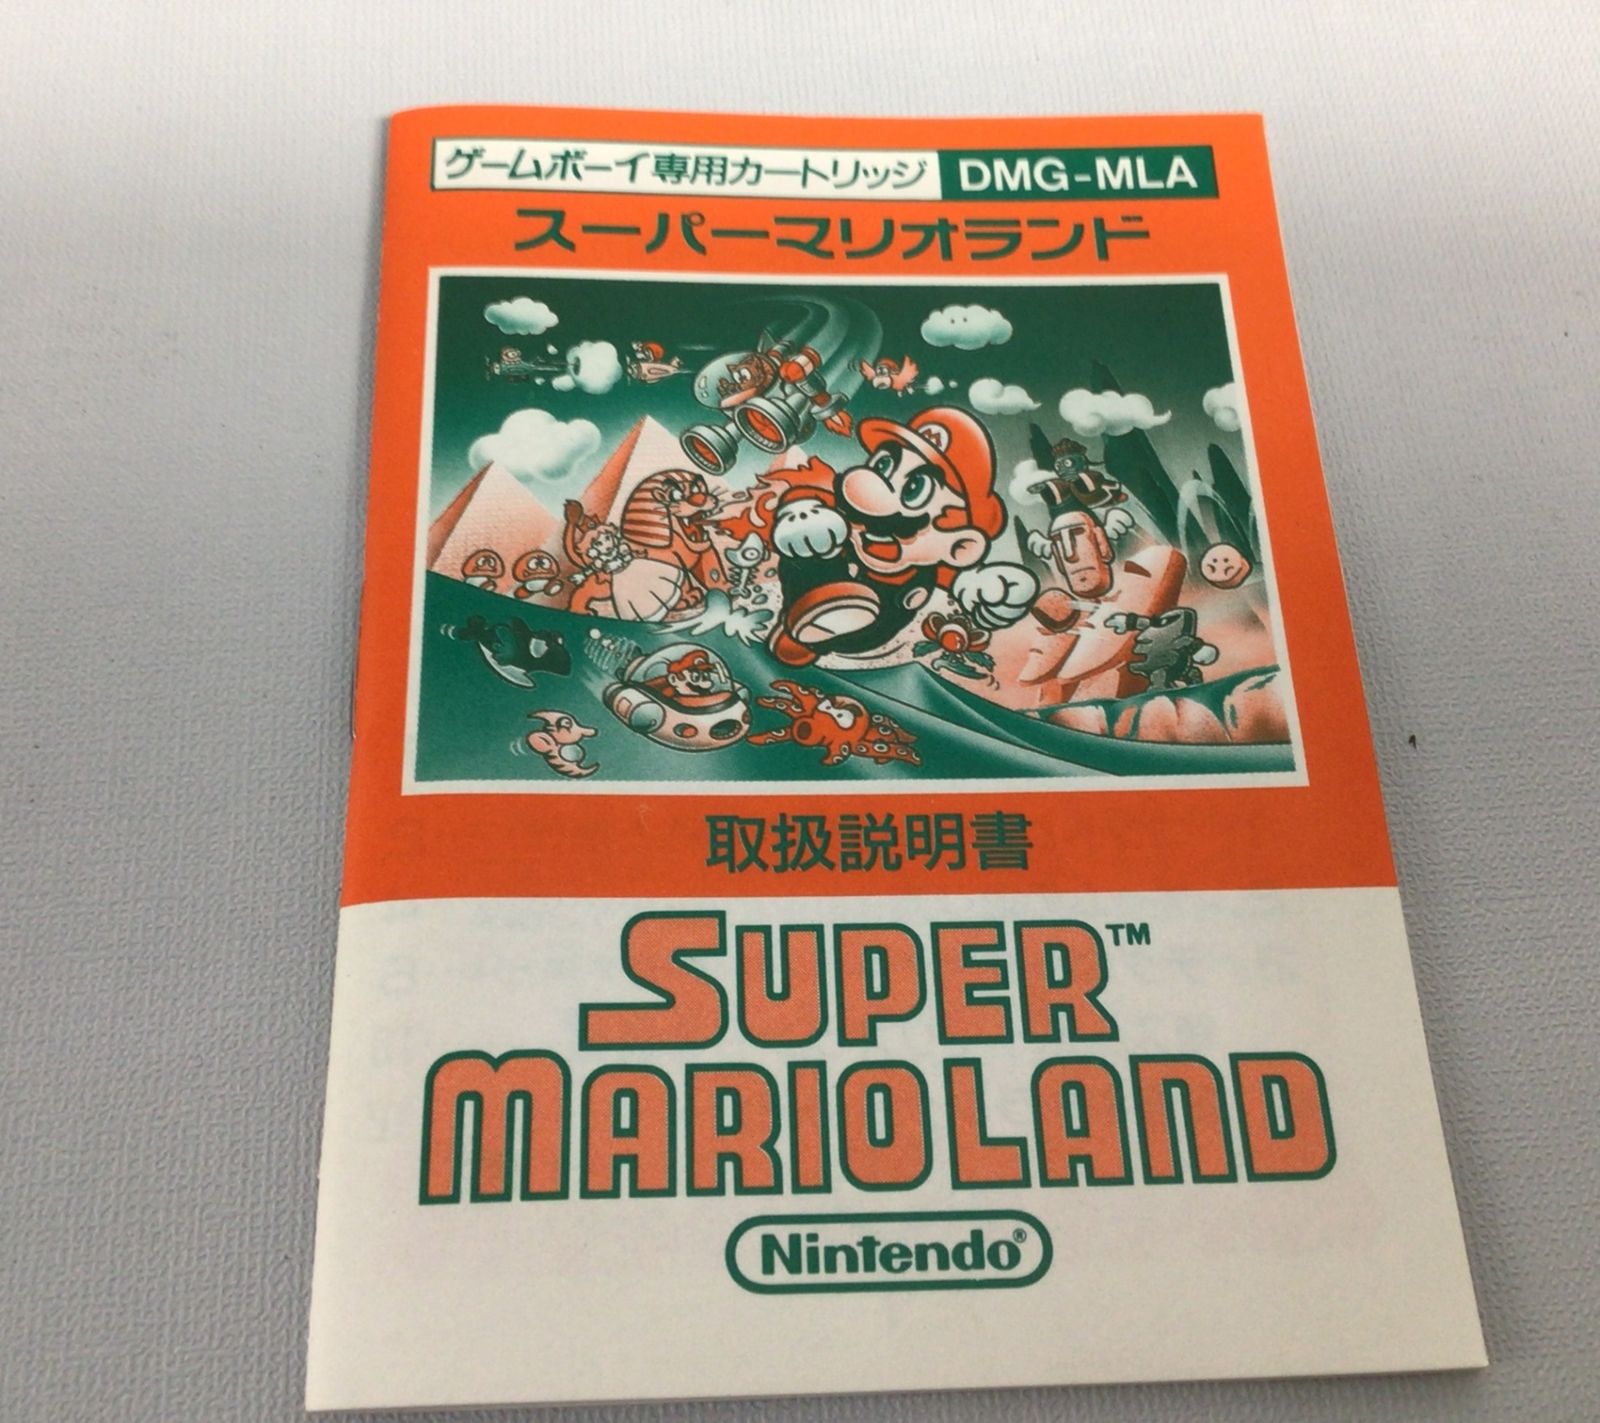 ゲームボーイ専用カートリッジ DMG-MLA
スーパーマリオランド
取扱説明書
SUPER™
MARIOLAND
Nintendo®